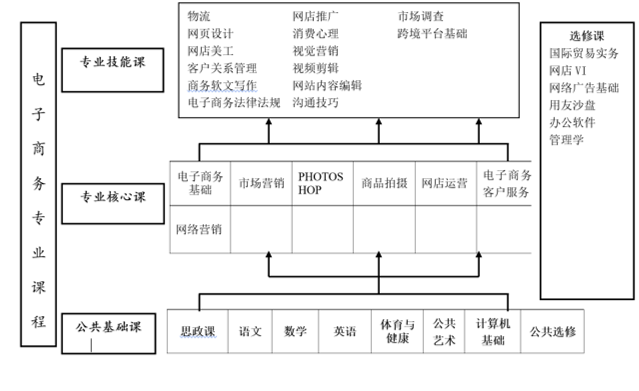 电子商务专业课程
专业技能课
物流 网店推广 市场调查
网页设计 消费心理 跨境平台基础
网店美工 视觉营销
客户关系管理 视频剪辑
商务软文写作 网站内容编辑
电子商务法律法规 沟通技巧
选修课
国际贸易实务
网店 VI
网络广告基础
用友沙盘
办公软件
管理学
专业核心课
电子商务
基础
市场营销
PHOTOS
HOP
商品拍摄
网店运营
电子商务
客户服务
网络营销
公共基础课
思政课
语文
数学
英语
体育与
健康
公共
艺术
计算机
基础
公共选修